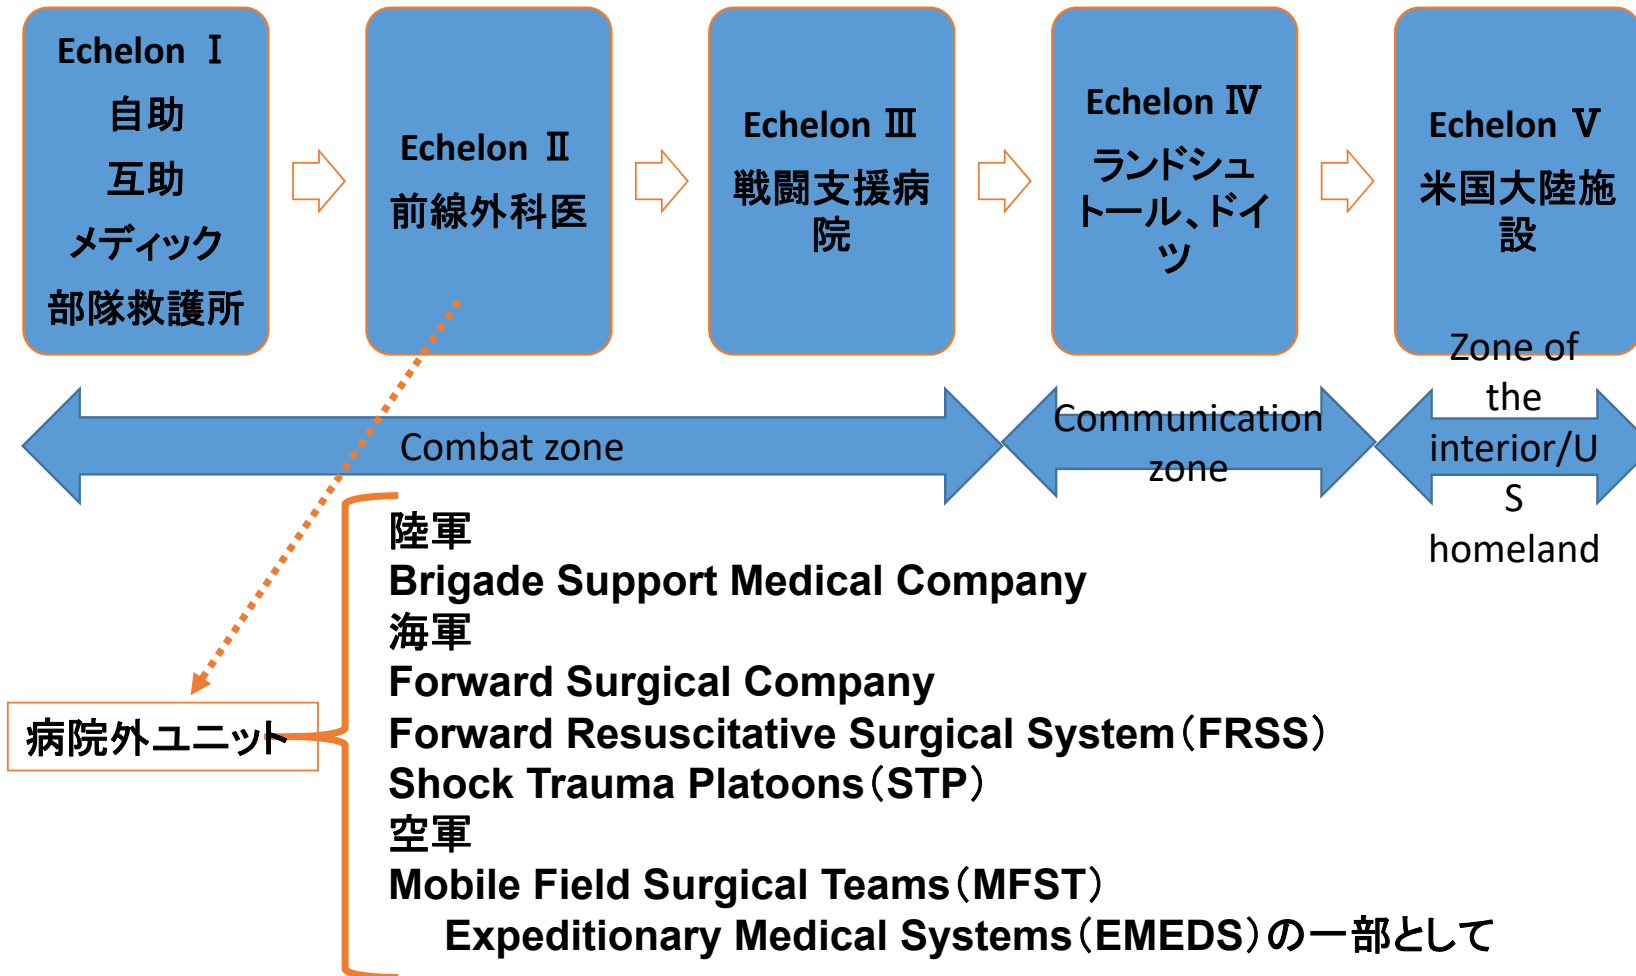 Echelon Ⅰ
自助
互助
メディック
部隊救護所
Echelon Ⅱ
前線外科医
Echelon Ⅲ
戦闘支援病
院
Echelon Ⅳ
ランドシュ
トール、ドイ
ツ
Echelon Ⅴ
米国大陸施
設
Combat zone
Communication
zone
Zone of
the
interior/U
S
homeland
病院外ユニット
陸軍
Brigade Support Medical Company
海軍
Forward Surgical Company
Forward Resuscitative Surgical System（FRSS）
Shock Trauma Platoons（STP）
空軍
Mobile Field Surgical Teams（MFST）
Expeditionary Medical Systems（EMEDS）の一部として